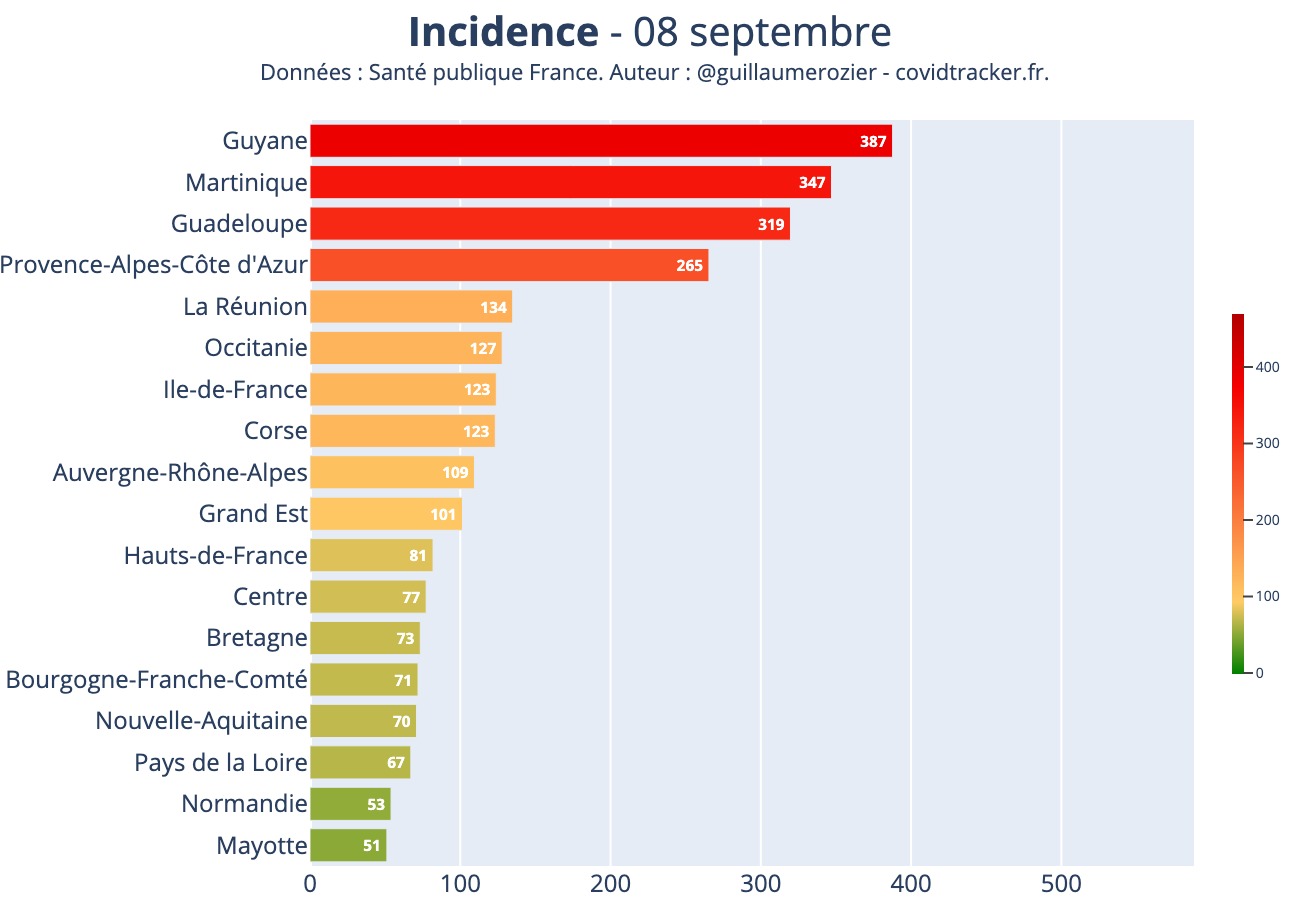 Incidence - 08 septembre
Données : Santé publique France. Auteur : @guillaumerozier - covidtracker.fr.
Guyane 387
Martinique 347
Guadeloupe 319
Provence-Alpes-Côte d'Azur 265
La Réunion 134
Occitanie 127
Ile-de-France 123
Corse 123
Auvergne-Rhône-Alpes 109
Grand Est 101
Hauts-de-France 81
Centre 77
Bretagne 73
Bourgogne-Franche-Comté 71
Nouvelle-Aquitaine 70
Pays de la Loire 67
Normandie 53
Mayotte 51
0 100 200 300 400 500
400
300
200
100
0